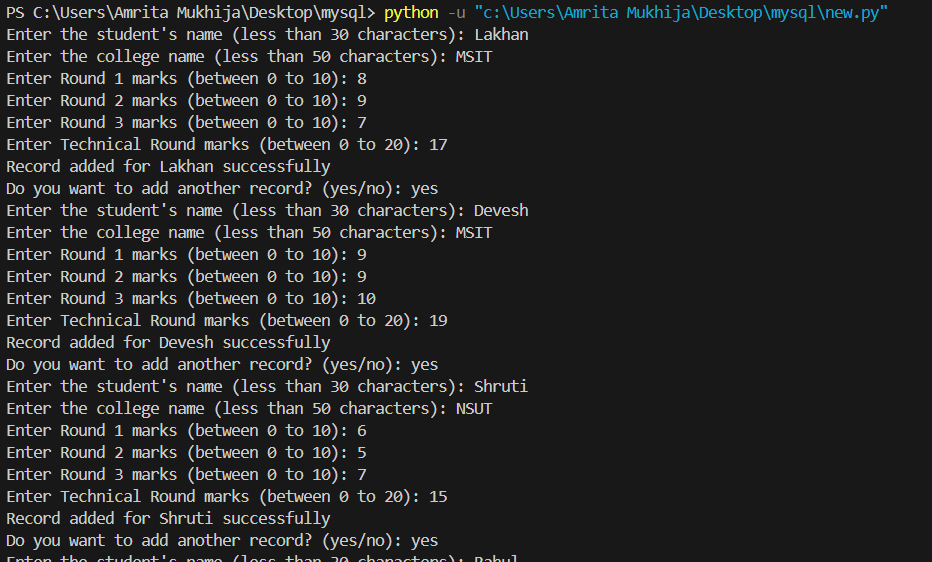 PS C:\Users\Amrita Mukhija\Desktop\mysql> python -u "c:\Users\Amrita Mukhija\Desktop\mysql\new.py"
Enter the student's name (less than 30 characters): Lakhan
Enter the college name (less than 50 characters): MSIT
Enter Round 1 marks (between 0 to 10): 8
Enter Round 2 marks (between 0 to 10): 9
Enter Round 3 marks (between 0 to 10): 7
Enter Technical Round marks (between 0 to 20): 17
Record added for Lakhan successfully
Do you want to add another record? (yes/no): yes
Enter the student's name (less than 30 characters): Devesh
Enter the college name (less than 50 characters): MSIT
Enter Round 1 marks (between 0 to 10): 9
Enter Round 2 marks (between 0 to 10): 9
Enter Round 3 marks (between 0 to 10): 10
Enter Technical Round marks (between 0 to 20): 19
Record added for Devesh successfully
Do you want to add another record? (yes/no): yes
Enter the student's name (less than 30 characters): Shruti
Enter the college name (less than 50 characters): NSUT
Enter Round 1 marks (between 0 to 10): 6
Enter Round 2 marks (between 0 to 10): 5
Enter Round 3 marks (between 0 to 10): 7
Enter Technical Round marks (between 0 to 20): 15
Record added for Shruti successfully
Do you want to add another record? (yes/no): yes
Enter the student's name (less than 30 characters):